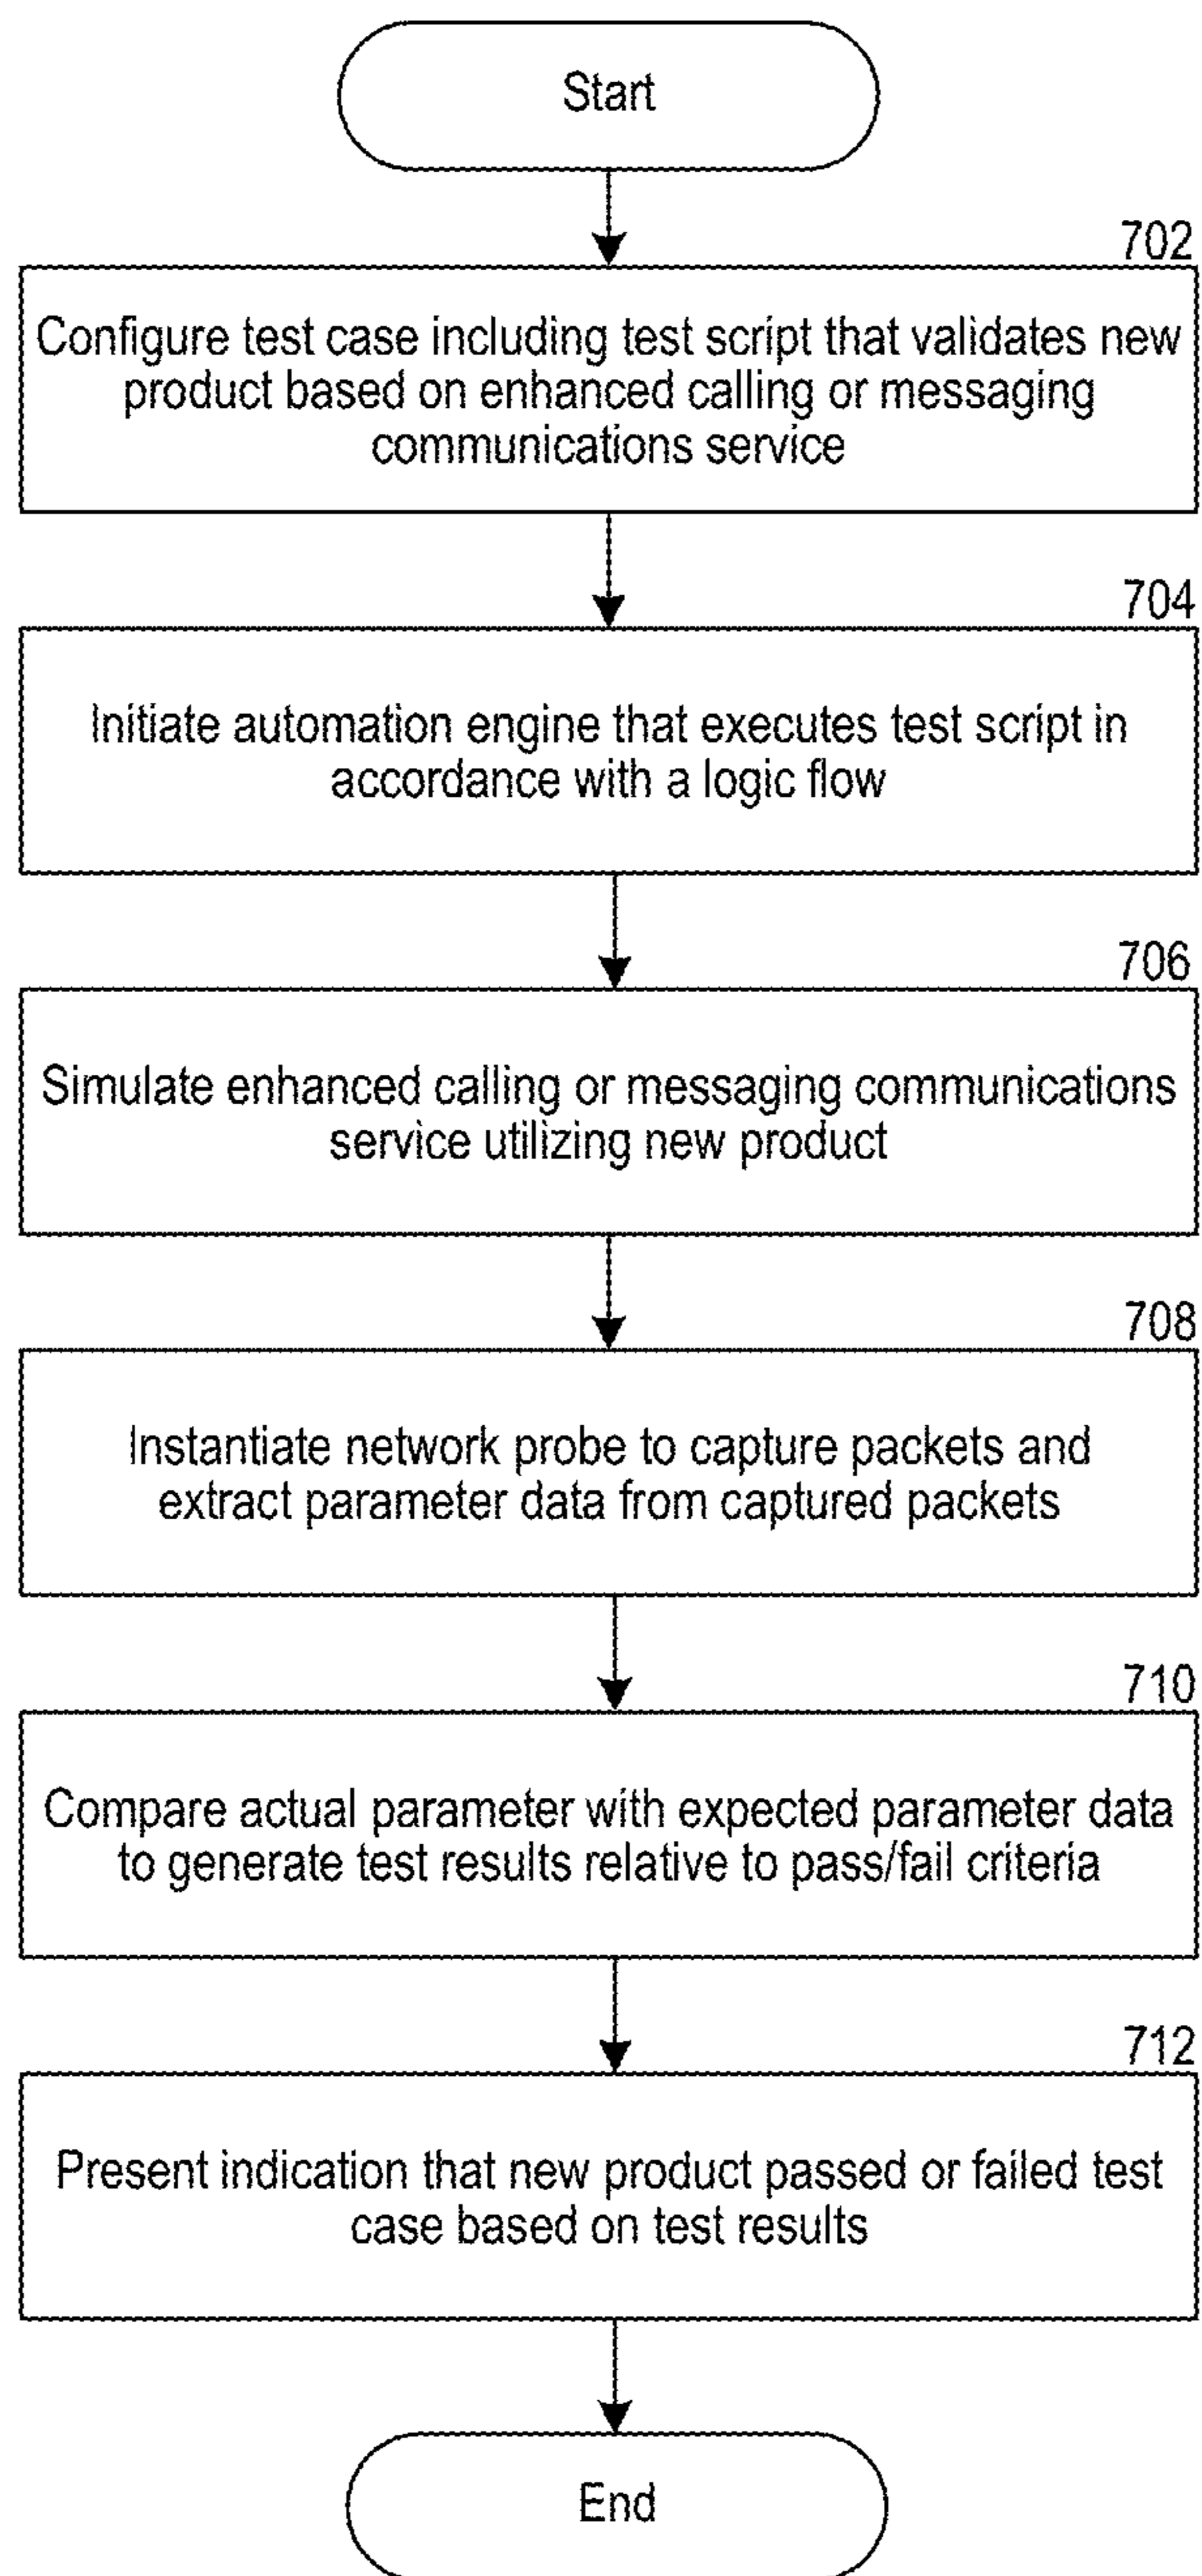 Start
702
Configure test case including test script that validates new
product based on enhanced calling or messaging
communications service
704
Initiate automation engine that executes test script in
accordance with a logic flow
706
Simulate enhanced calling or messaging communications
service utilizing new product
708
Instantiate network probe to capture packets and
extract parameter data from captured packets
710
Compare actual parameter with expected parameter data
to generate test results relative to pass/fail criteria
712
Present indication that new product passed or failed test
case based on test results
End